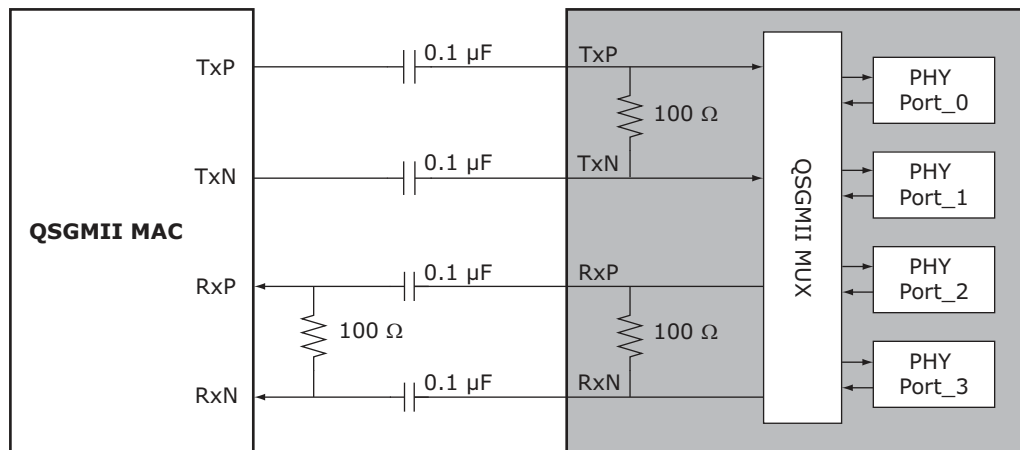 TxP
0.1 µF
TxP
100 Ω
TxN
0.1 µF
TxN
QSGMII MAC
RxP
0.1 µF
RxP
100 Ω
100 Ω
RxN
0.1 µF
RxN
QSGMII MUX
PHY
Port_0
PHY
Port_1
PHY
Port_2
PHY
Port_3